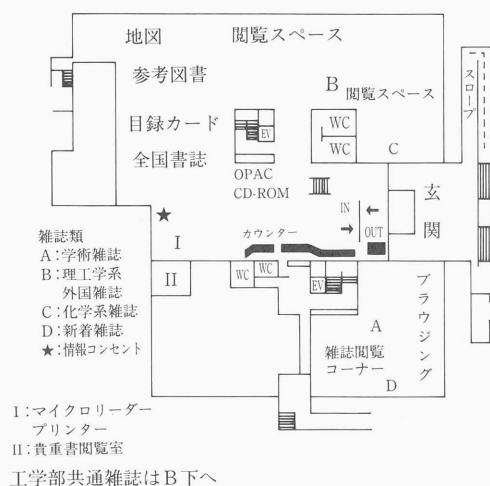 地図
閲覧スペース
参考図書
B 閲覧スペース
スロープ
目録カード
EV
WC
WC
全国書誌
C
OPAC
CD-ROM
玄関
IN
OUT
★
カウンター
I
雑誌類
A:学術雑誌
B:理工学系
外国雑誌
C:化学系雑誌
D:新着雑誌
★:情報コンセント
II
WC
WC
EV
ブラウジング
A
雑誌閲覧
コーナー
D
I:マイクロリーダー
プリンター
II:貴重書閲覧室
工学部共通雑誌はB下へ